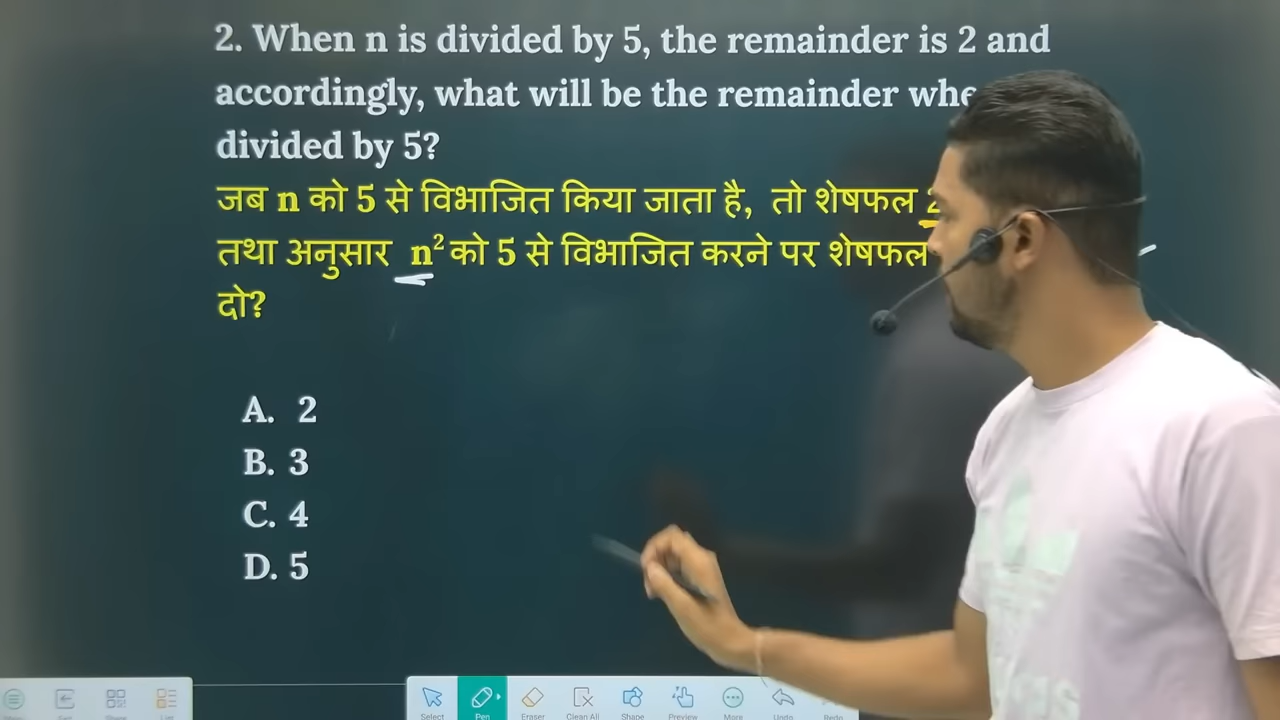 2. When n is divided by 5, the remainder is 2 and
accordingly, what will be the remainder
divided by 5?
जब n को 5 से विभाजित किया जाता है, तो शेषफल 2
तथा अनुसार n² को 5 से विभाजित करने पर शेषफल
दो?
A. 2
B. 3
C. 4
D. 5
Select Pen Eraser Clean All Shape Preview More Undo Redo